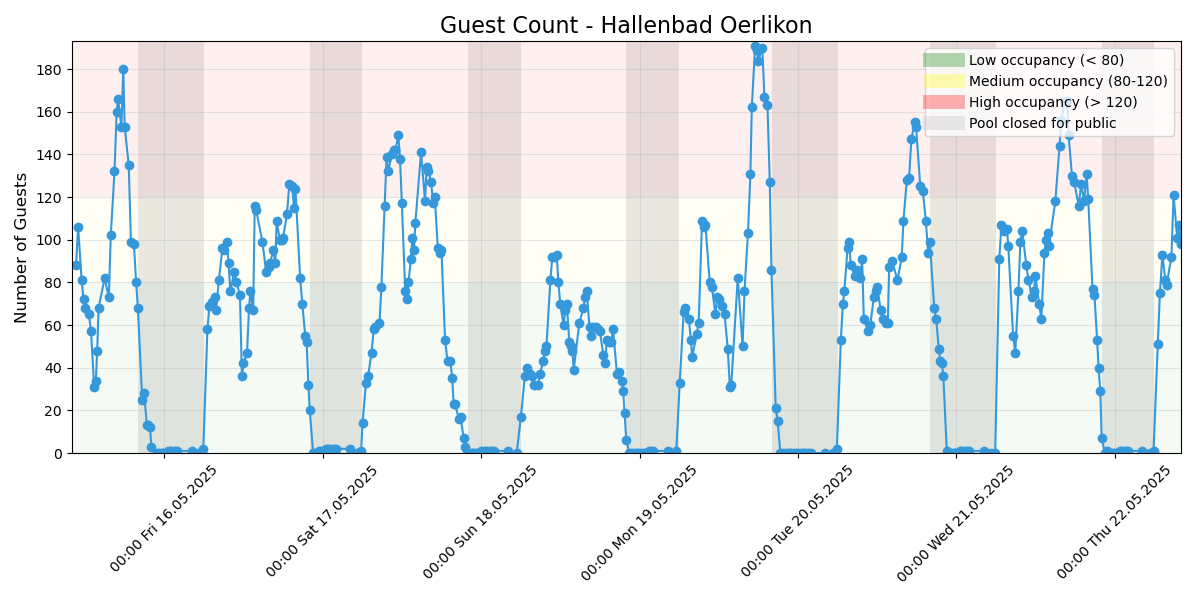 Guest Count - Hallenbad Oerlikon
Number of Guests
180
160
140
120
100
80
60
40
20
0
Low occupancy (< 80)
Medium occupancy (80-120)
High occupancy (> 120)
Pool closed for public
00:00 Fri 16.05.2025
00:00 Sat 17.05.2025
00:00 Sun 18.05.2025
00:00 Mon 19.05.2025
00:00 Tue 20.05.2025
00:00 Wed 21.05.2025
00:00 Thu 22.05.2025